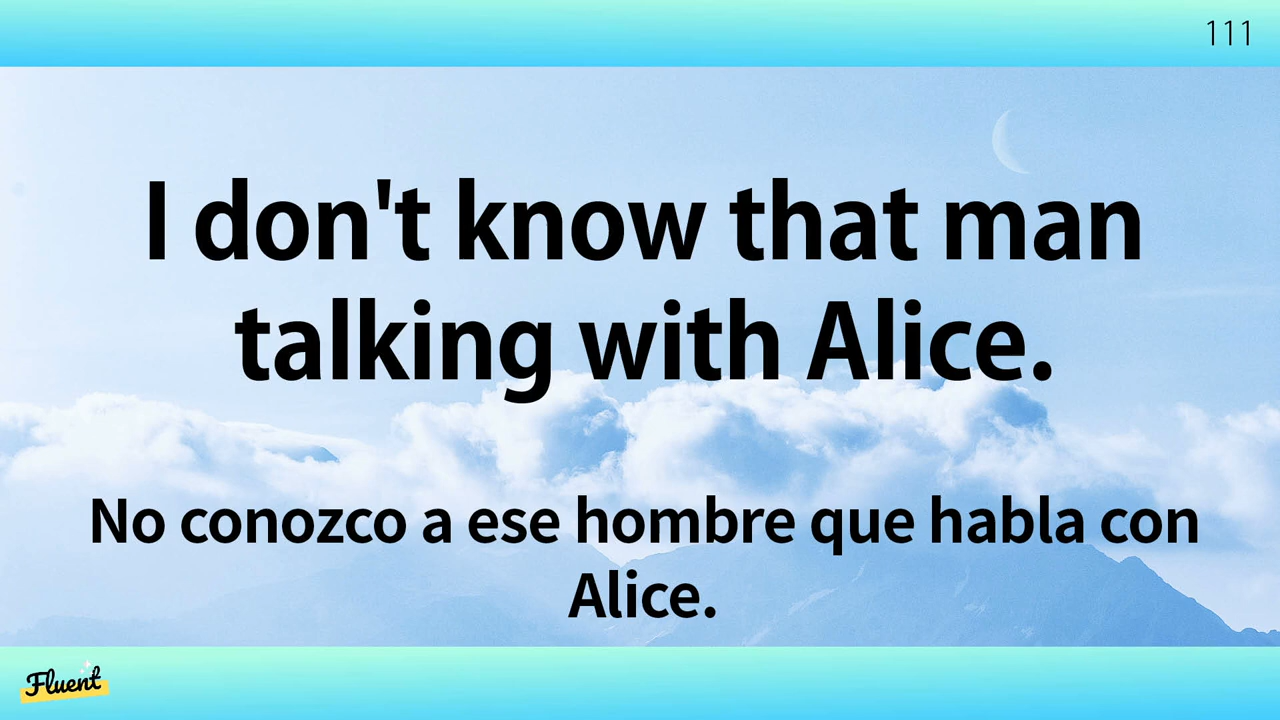 111
I don't know that man
talking with Alice.
No conozco a ese hombre que habla con
Alice.
Fluent